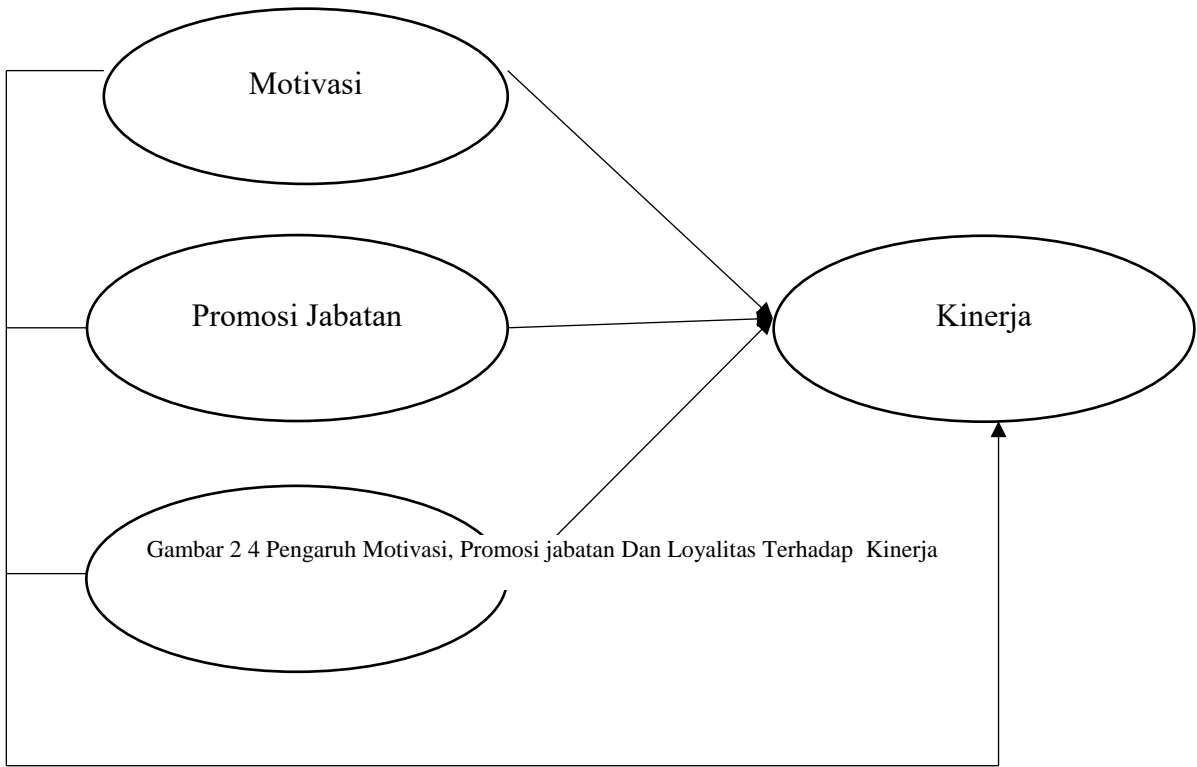 Motivasi
Promosi Jabatan
Kinerja
Gambar 2 4 Pengaruh Motivasi, Promosi jabatan Dan Loyalitas Terhadap  Kinerja